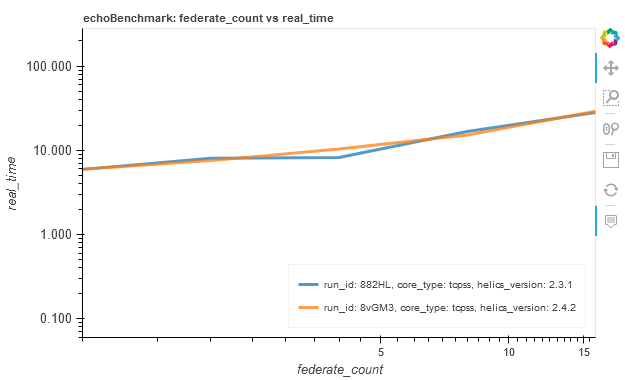 echoBenchmark: federate_count vs real_time
100.000
10.000
1.000
0.100
real_time
run_id: 882HL, core_type: tcpss, helics_version: 2.3.1
run_id: 8vGM3, core_type: tcpss, helics_version: 2.4.2
5 10 15
federate_count